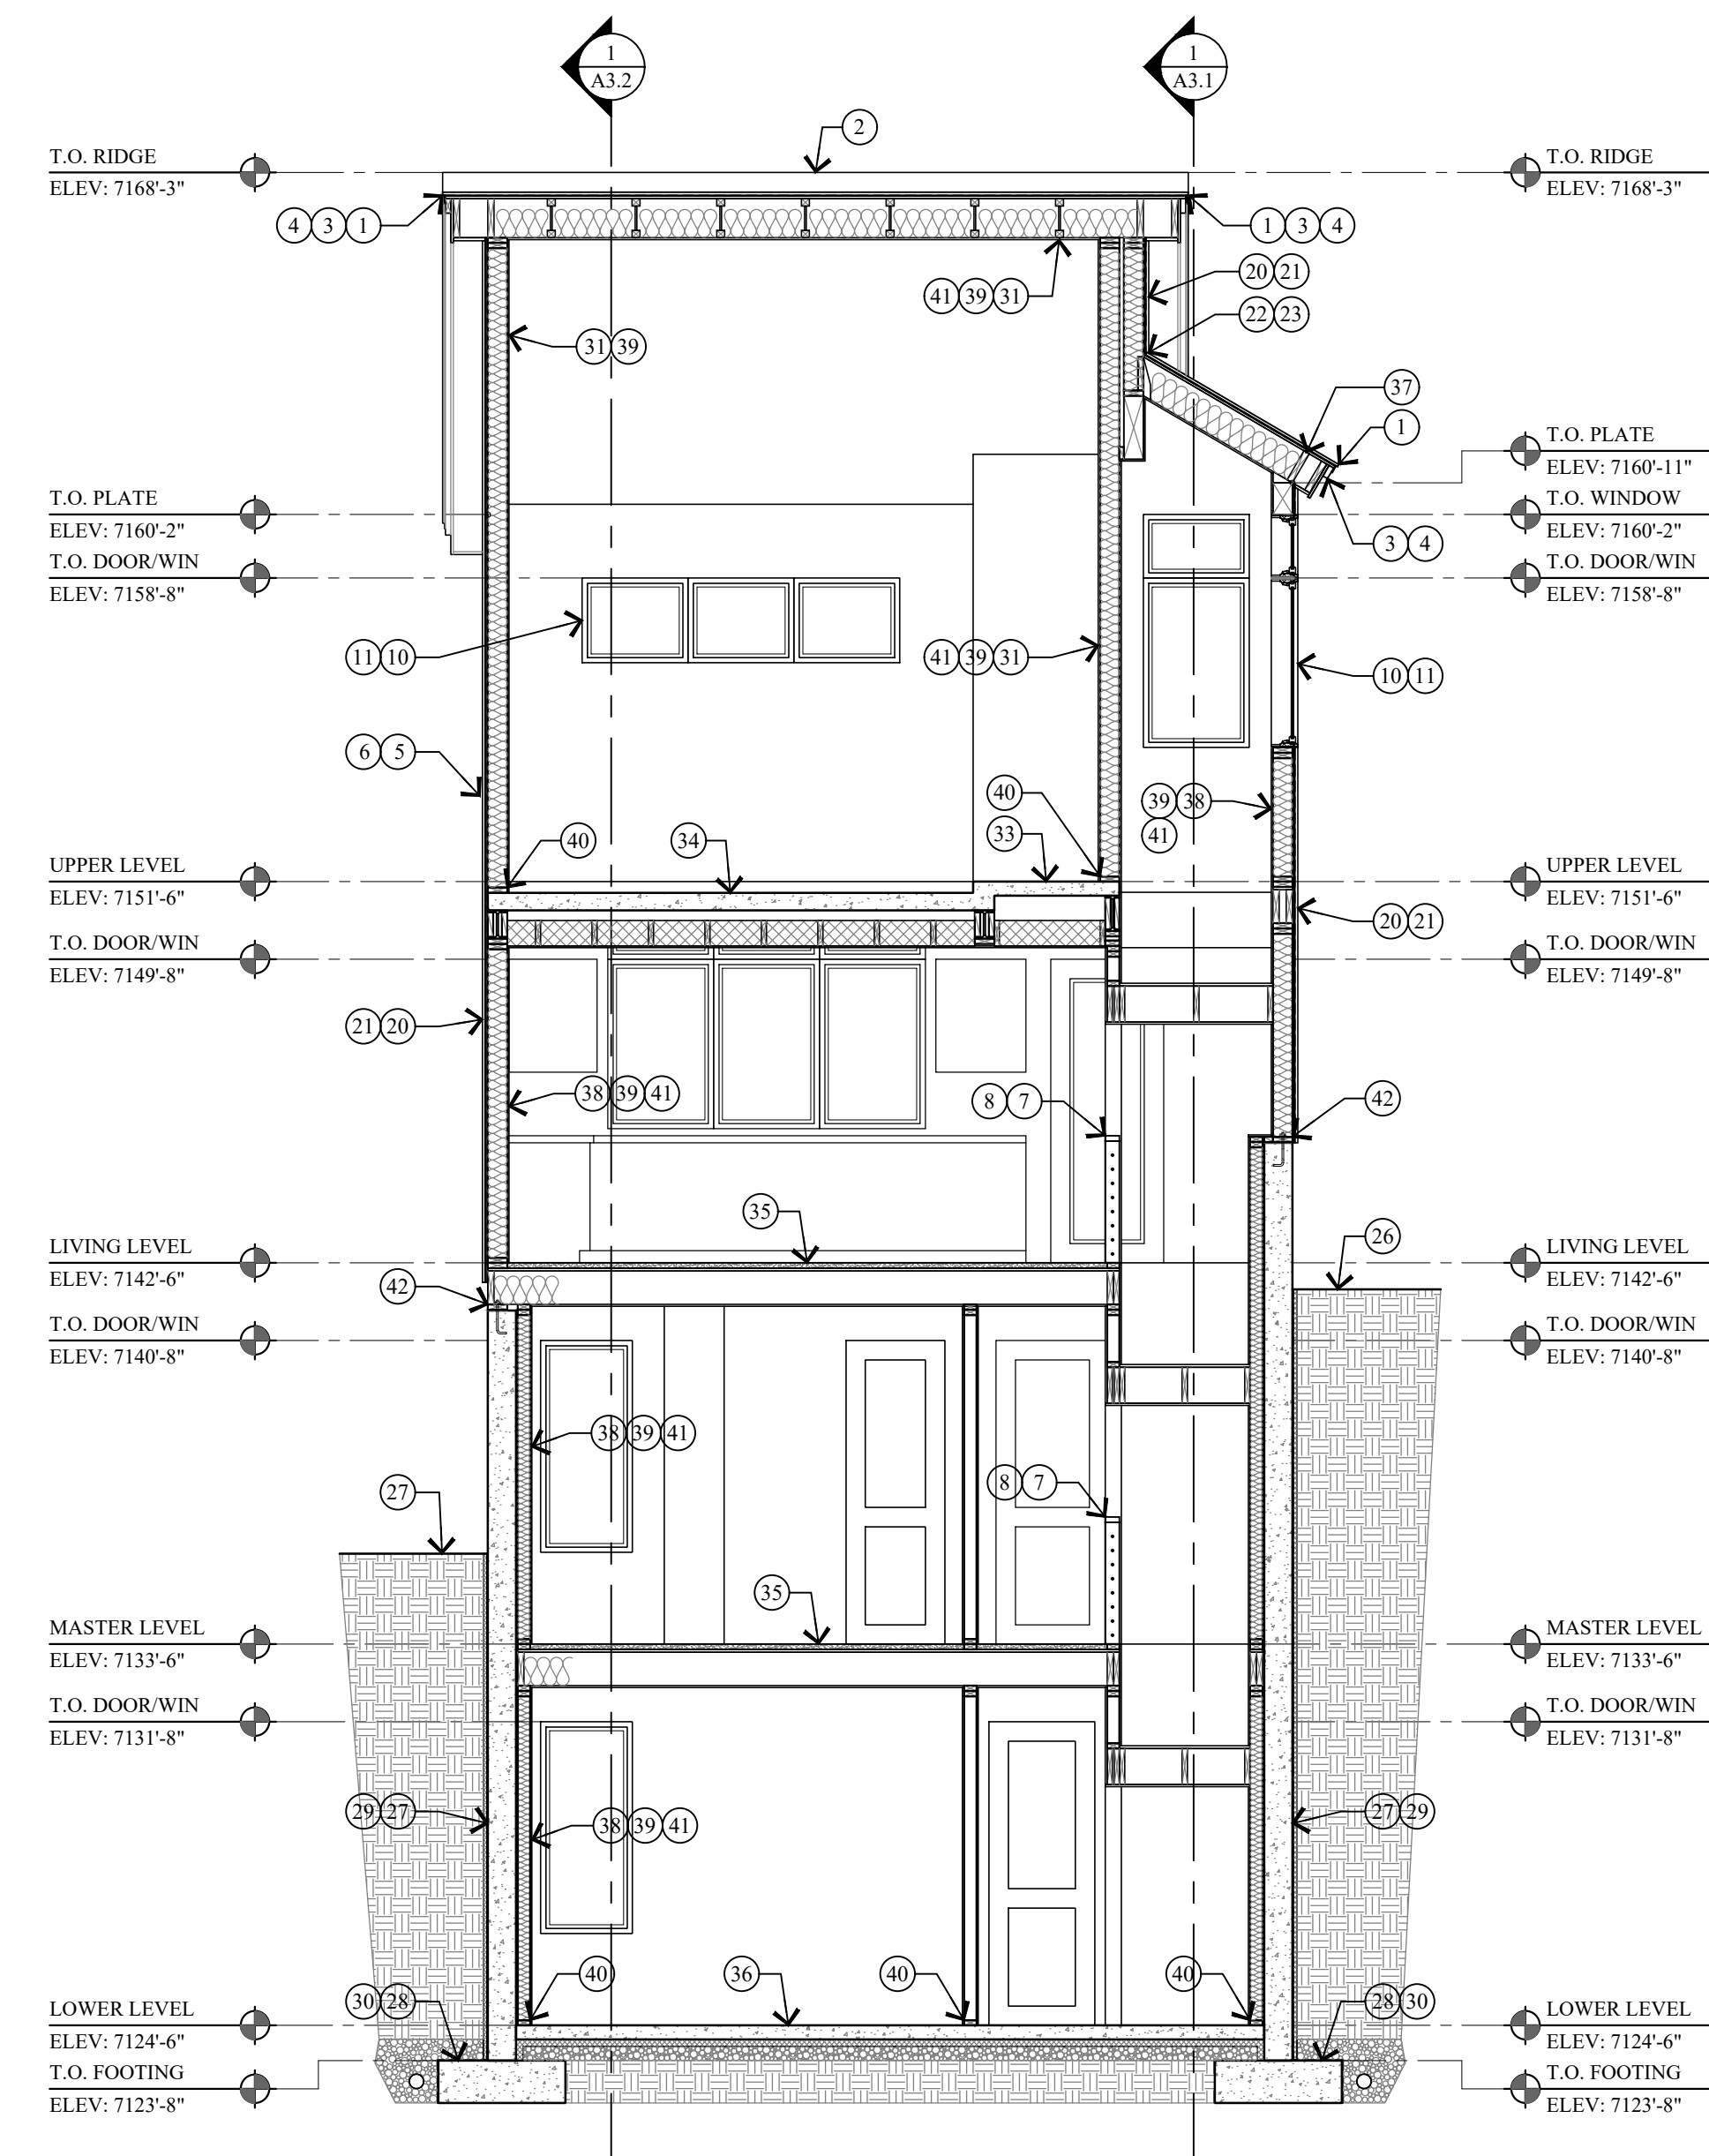 1
A3.2
1
A3.1
2
T.O. RIDGE
ELEV: 7168'-3"
T.O. RIDGE
ELEV: 7168'-3"
4 3 1
1 3 4
20 21
41 39 31
22 23
31 39
37
1
T.O. PLATE
ELEV: 7160'-11"
T.O. PLATE
ELEV: 7160'-2"
T.O. WINDOW
ELEV: 7160'-2"
3 4
T.O. DOOR/WIN
ELEV: 7158'-8"
T.O. DOOR/WIN
ELEV: 7158'-8"
11 10
41 39 31
10 11
6 5
40
39 38
33
41
40
34
UPPER LEVEL
ELEV: 7151'-6"
UPPER LEVEL
ELEV: 7151'-6"
20 21
T.O. DOOR/WIN
ELEV: 7149'-8"
T.O. DOOR/WIN
ELEV: 7149'-8"
21 20
38 39 41
8 7
42
35
26
LIVING LEVEL
ELEV: 7142'-6"
LIVING LEVEL
ELEV: 7142'-6"
42
T.O. DOOR/WIN
ELEV: 7140'-8"
T.O. DOOR/WIN
ELEV: 7140'-8"
38 39 41
27
8 7
35
MASTER LEVEL
ELEV: 7133'-6"
MASTER LEVEL
ELEV: 7133'-6"
T.O. DOOR/WIN
ELEV: 7131'-8"
T.O. DOOR/WIN
ELEV: 7131'-8"
29 27
38 39 41
27 29
40
36
40
40
30 28
28 30
LOWER LEVEL
ELEV: 7124'-6"
LOWER LEVEL
ELEV: 7124'-6"
T.O. FOOTING
ELEV: 7123'-8"
T.O. FOOTING
ELEV: 7123'-8"